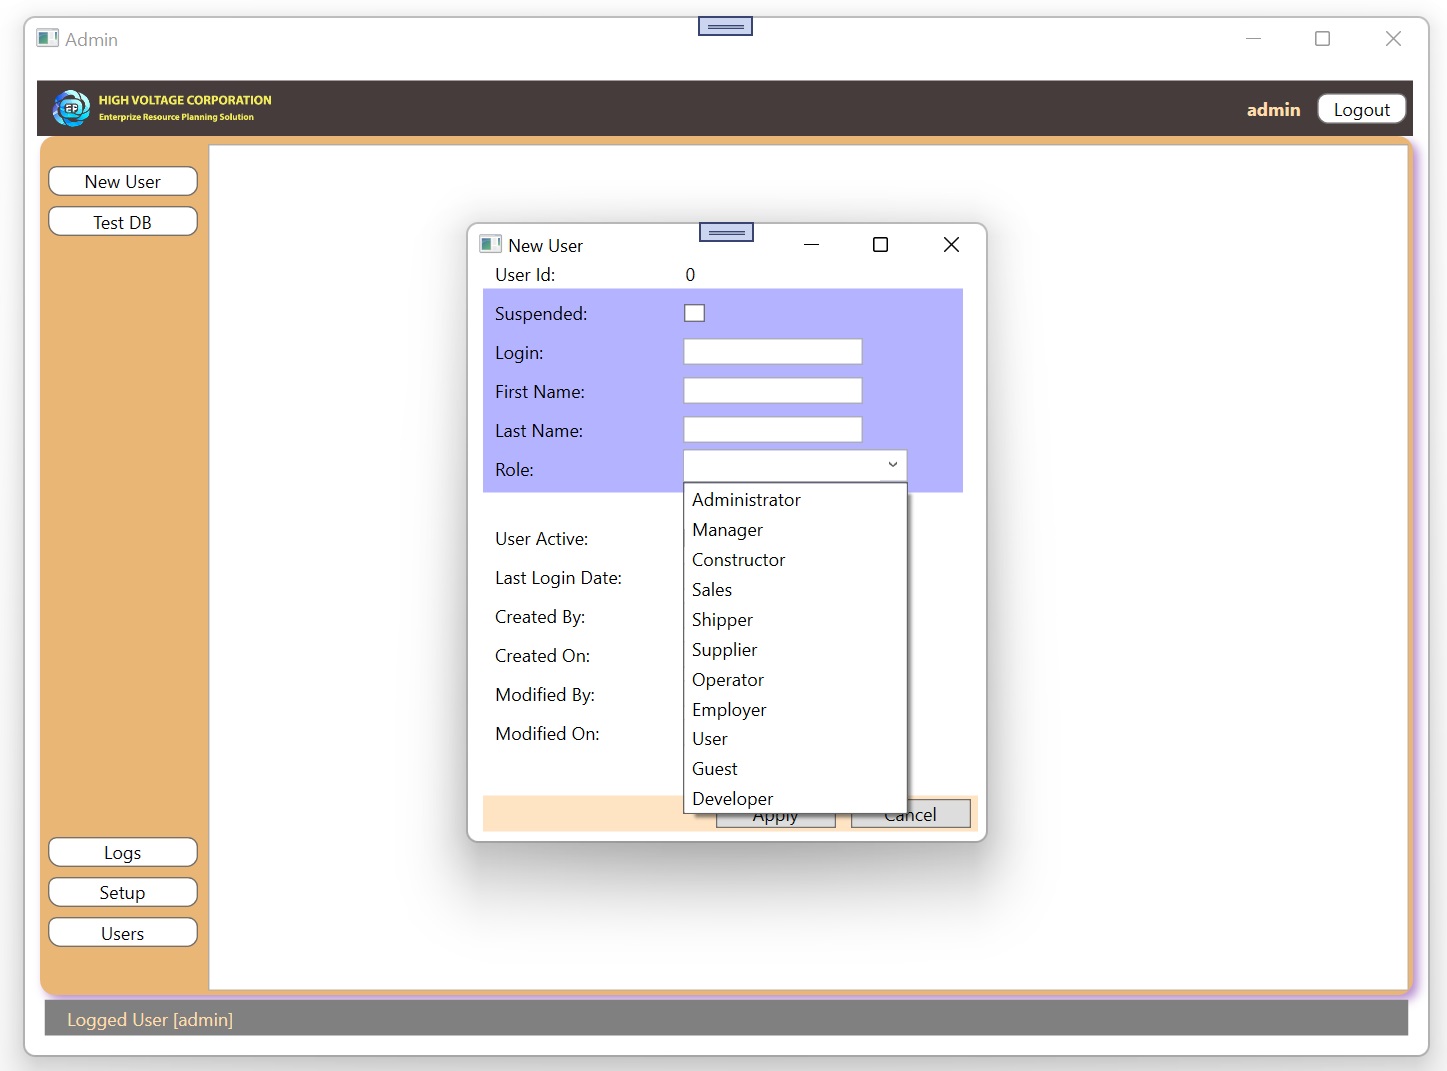 Admin
HIGH VOLTAGE CORPORATION
Enterprize Resource Planning Solution
admin
Logout
New User
Test DB
New User
User Id: 0
Suspended:
Login:
First Name:
Last Name:
Role:
Administrator
Manager
Constructor
Sales
Shipper
Supplier
Operator
Employer
User
Guest
Developer
User Active:
Last Login Date:
Created By:
Created On:
Modified By:
Modified On:
Apply
Cancel
Logs
Setup
Users
Logged User [admin]